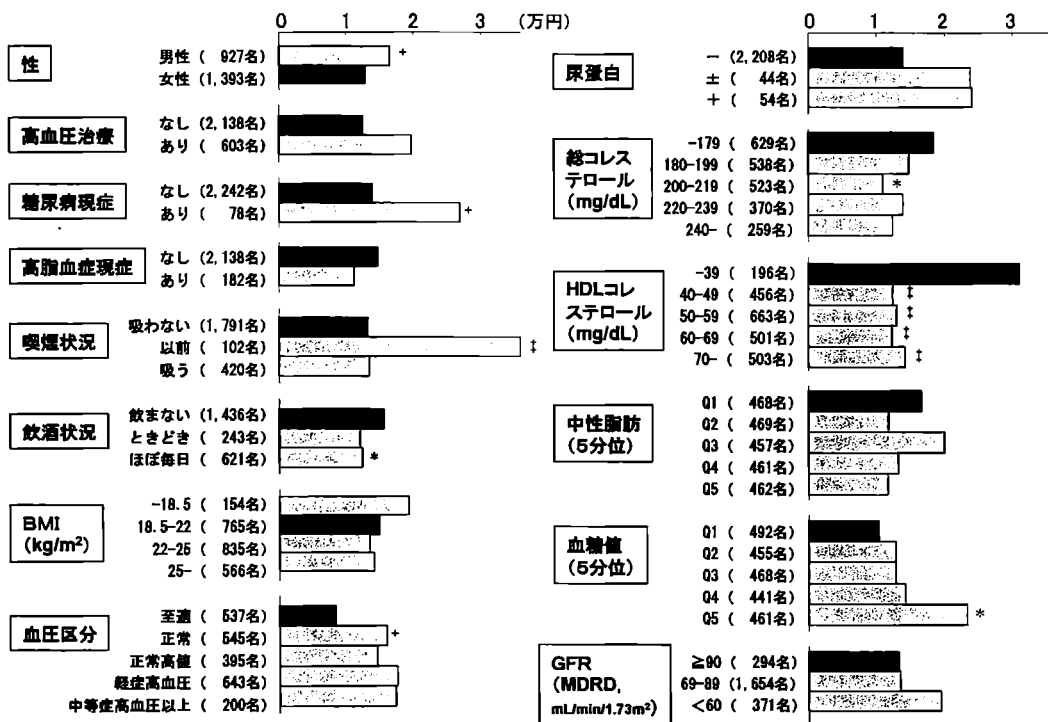 0 1 2 3 (万円)
性
男性 ( 927名) +
女性 (1,393名)
高血圧治療
なし (2,138名)
あり ( 603名)
糖尿病現症
なし (2,242名)
あり ( 78名) +
高脂血症現症
なし (2,138名)
あり ( 182名)
喫煙状況
吸わない (1,791名)
以前 ( 102名) ‡
吸う ( 420名)
飲酒状況
飲まない (1,436名)
ときどき ( 243名)
ほぼ毎日 ( 621名) *
BMI
(kg/m²)
-18.5 ( 154名)
18.5-22 ( 765名)
22-25 ( 835名)
25- ( 566名)
血圧区分
至適 ( 537名)
正常 ( 545名) +
正常高値 ( 395名)
軽症高血圧 ( 643名)
中等症高血圧以上 ( 200名)
0 1 2 3
尿蛋白
- (2,208名)
± ( 44名)
+ ( 54名)
総コレス
テロール
(mg/dL)
-179 ( 629名)
180-199 ( 538名)
200-219 ( 523名) *
220-239 ( 370名)
240- ( 259名)
HDLコレ
ステロール
(mg/dL)
-39 ( 196名)
40-49 ( 456名) ‡
50-59 ( 663名) ‡
60-69 ( 501名) ‡
70- ( 503名) ‡
中性脂肪
(5分位)
Q1 ( 468名)
Q2 ( 469名)
Q3 ( 457名)
Q4 ( 461名)
Q5 ( 462名)
血糖値
(5分位)
Q1 ( 492名)
Q2 ( 455名)
Q3 ( 468名)
Q4 ( 441名)
Q5 ( 461名) *
GFR
(MDRD,
mL/min/1.73m²)
≧90 ( 294名)
69-89 (1,654名)
<60 ( 371名)